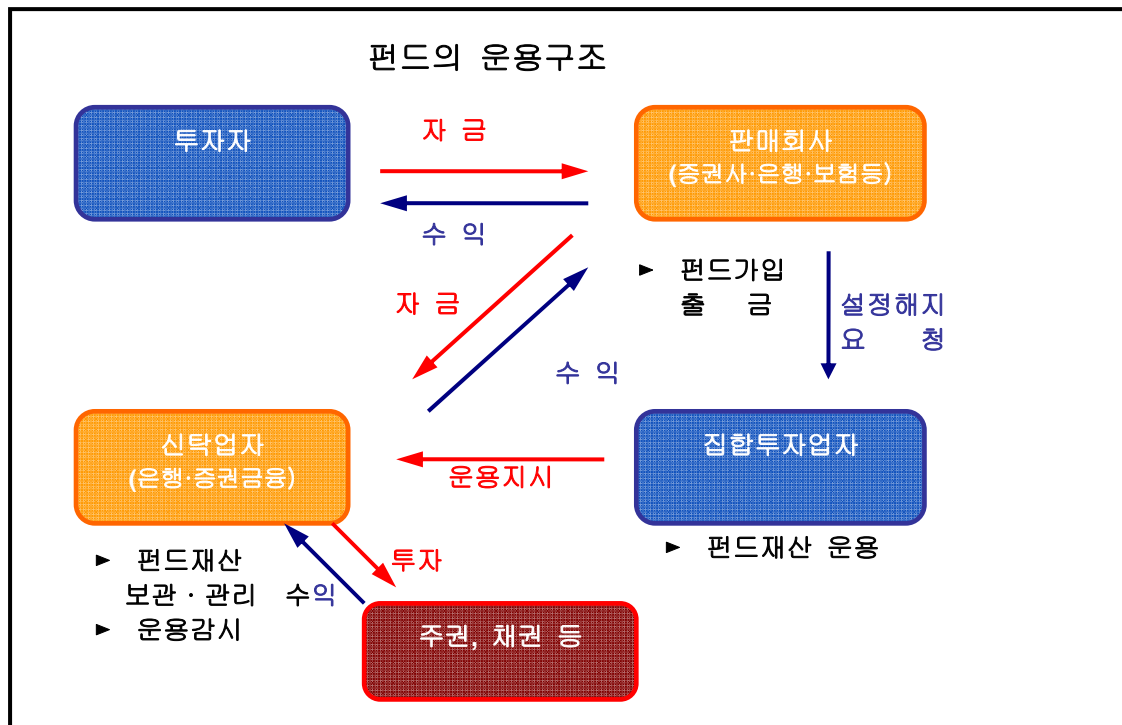 펀드의 운용구조
투자자
자 금
판매회사
(증권사·은행·보험등)
수 익
► 펀드가입
출 금
자 금
설정해지
요 청
수 익
신탁업자
(은행·증권금융)
운용지시
집합투자업자
► 펀드재산
보관 · 관리
► 운용감시
수익
투자
► 펀드재산 운용
주권, 채권 등